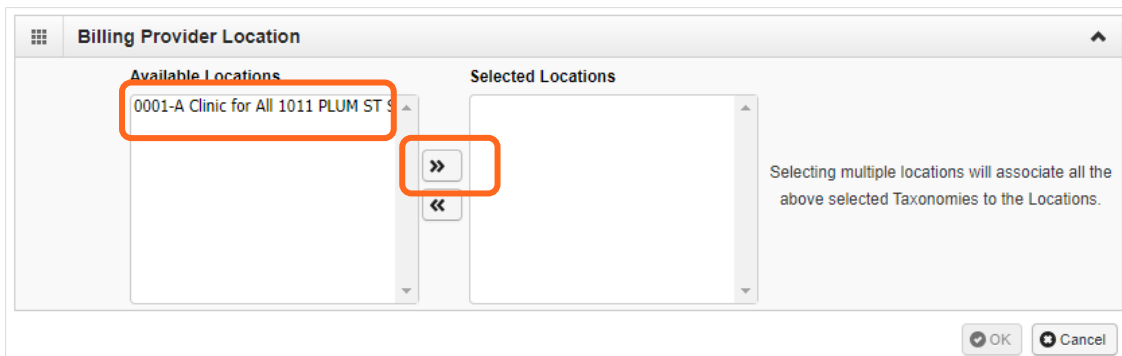 Billing Provider Location
Available Locations
Selected Locations
0001-A Clinic for All 1011 PLUM ST S
»
«
Selecting multiple locations will associate all the
above selected Taxonomies to the Locations.
OK
Cancel